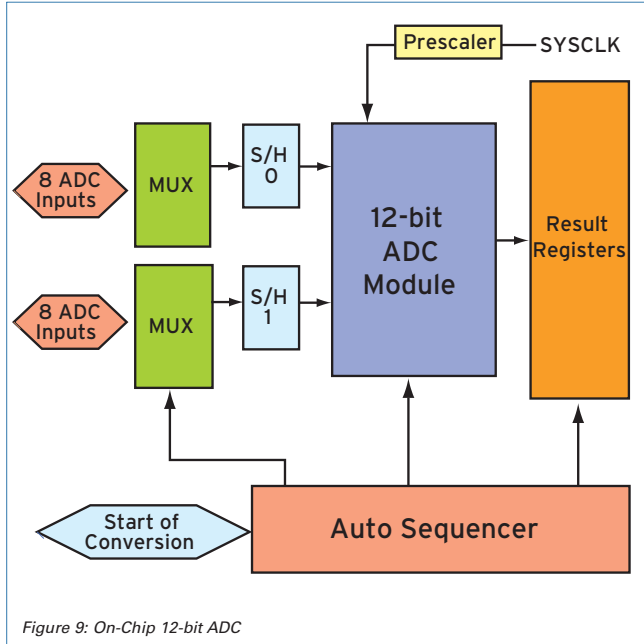 Prescaler
SYSCLK
8 ADC
Inputs
MUX
S/H
0
12-bit
ADC
Module
Result
Registers
8 ADC
Inputs
MUX
S/H
1
Start of
Conversion
Auto Sequencer
Figure 9: On-Chip 12-bit ADC